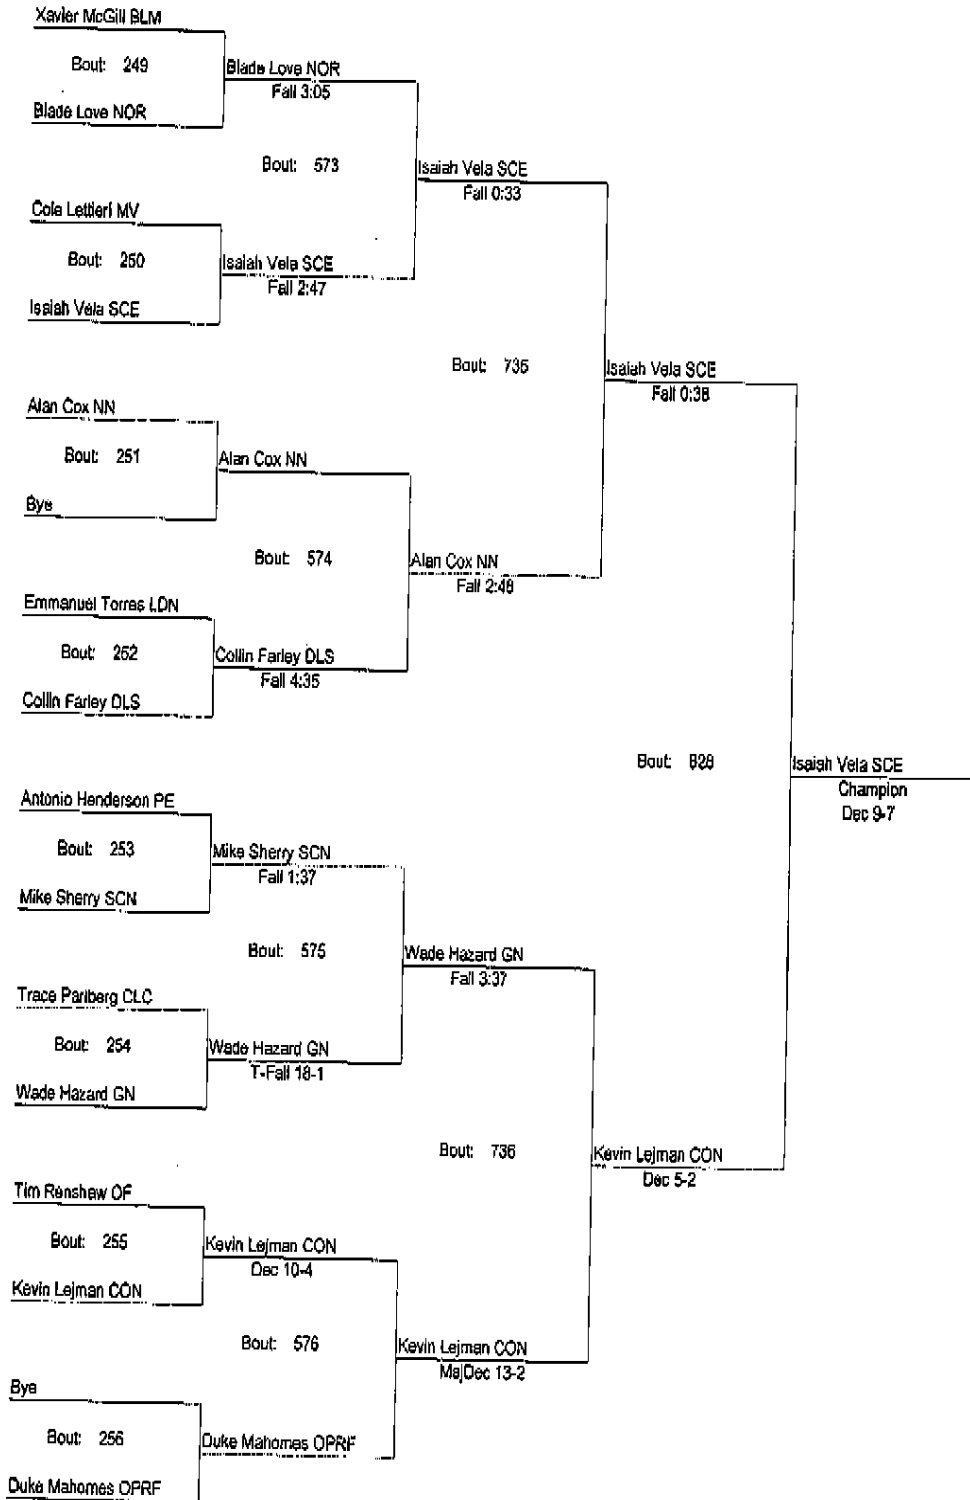 Xavier McGill BLM
Bout: 249
Blade Love NOR
Fall 3:05
Blade Love NOR
Bout: 573
Isaiah Vela SCE
Fall 0:33
Cole Lettieri MV
Bout: 250
Isaiah Vela SCE
Fall 2:47
Isaiah Vela SCE
Bout: 735
Isaiah Vela SCE
Fall 0:38
Alan Cox NN
Bout: 251
Alan Cox NN
Bye
Bout: 574
Alan Cox NN
Fall 2:48
Emmanuel Torres LDN
Bout: 252
Collin Farley DLS
Fall 4:35
Collin Farley DLS
Bout: 828
Isaiah Vela SCE
Champion
Dec 9-7
Antonio Henderson PE
Bout: 253
Mike Sherry SCN
Fall 1:37
Mike Sherry SCN
Bout: 575
Wade Hazard GN
Fall 3:37
Trace Parlberg CLC
Bout: 254
Wade Hazard GN
T-Fall 18-1
Wade Hazard GN
Bout: 736
Kevin Lejman CON
Dec 5-2
Tim Renshaw OF
Bout: 255
Kevin Lejman CON
Dec 10-4
Kevin Lejman CON
Bout: 576
Kevin Lejman CON
MajDec 13-2
Bye
Bout: 256
Duke Mahomes OPRF
Duke Mahomes OPRF